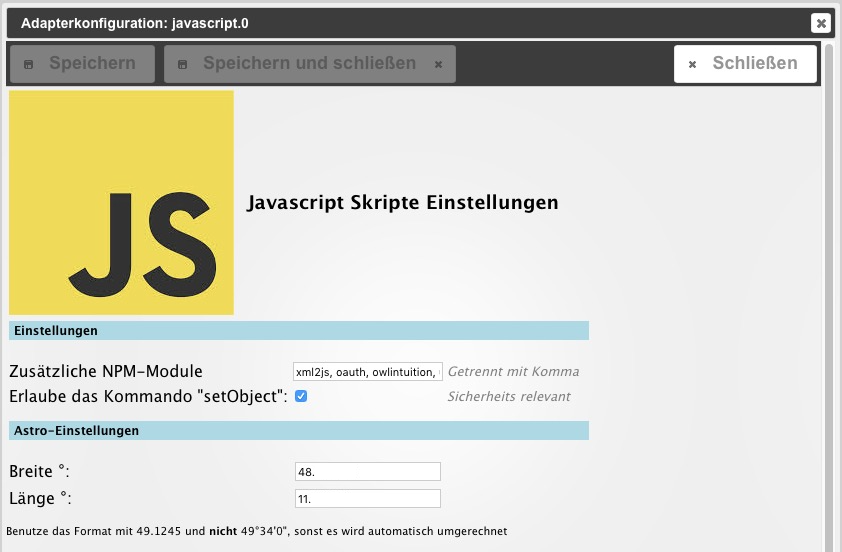 Adapterkonfiguration: javascript.0
Speichern Speichern und schließen Schließen
JS
Javascript Skripte Einstellungen
Einstellungen
Zusätzliche NPM-Module xml2js, oauth, owlintuition, Getrennt mit Komma
Erlaube das Kommando "setObject": Sicherheits relevant
Astro-Einstellungen
Breite °: 48.
Länge °: 11.
Benutze das Format mit 49.1245 und nicht 49°34'0", sonst es wird automatisch umgerechnet